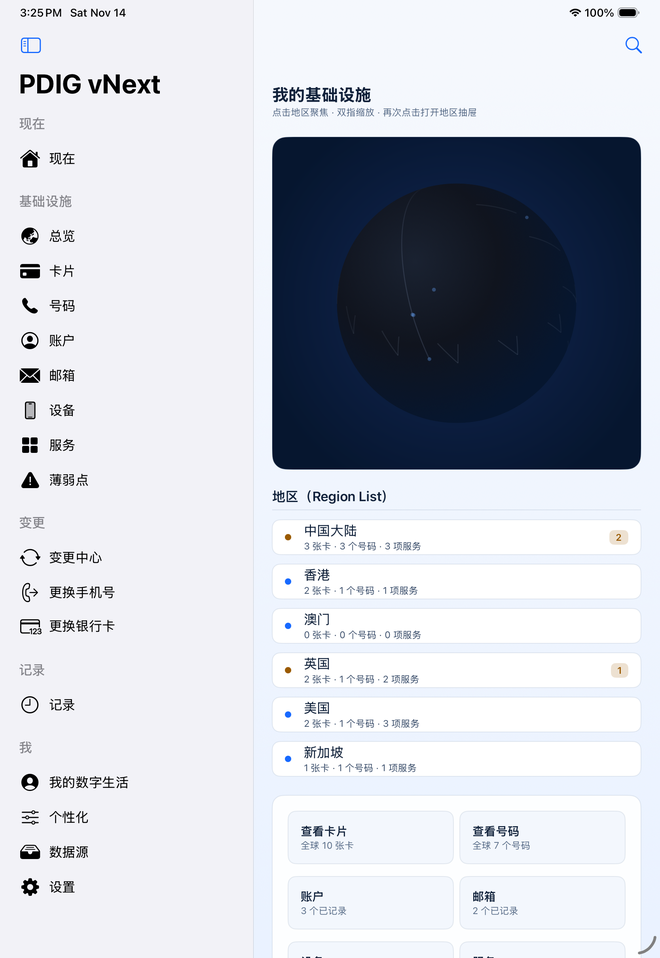 3:25 PM Sat Nov 14
100%
PDIG vNext
现在
现在
基础设施
总览
卡片
号码
账户
邮箱
设备
服务
薄弱点
变更
变更中心
更换手机号
123
更换银行卡
记录
记录
我
我的数字生活
个性化
数据源
设置
我的基础设施
点击地区聚焦 · 双指缩放 · 再次点击打开地区抽屉
地区（Region List）
中国大陆
3 张卡 · 3 个号码 · 3 项服务
2
香港
2 张卡 · 1 个号码 · 1 项服务
澳门
0 张卡 · 0 个号码 · 0 项服务
英国
2 张卡 · 1 个号码 · 2 项服务
1
美国
2 张卡 · 1 个号码 · 3 项服务
新加坡
1 张卡 · 1 个号码 · 1 项服务
查看卡片
全球 10 张卡
查看号码
全球 7 个号码
账户
3 个已记录
邮箱
2 个已记录